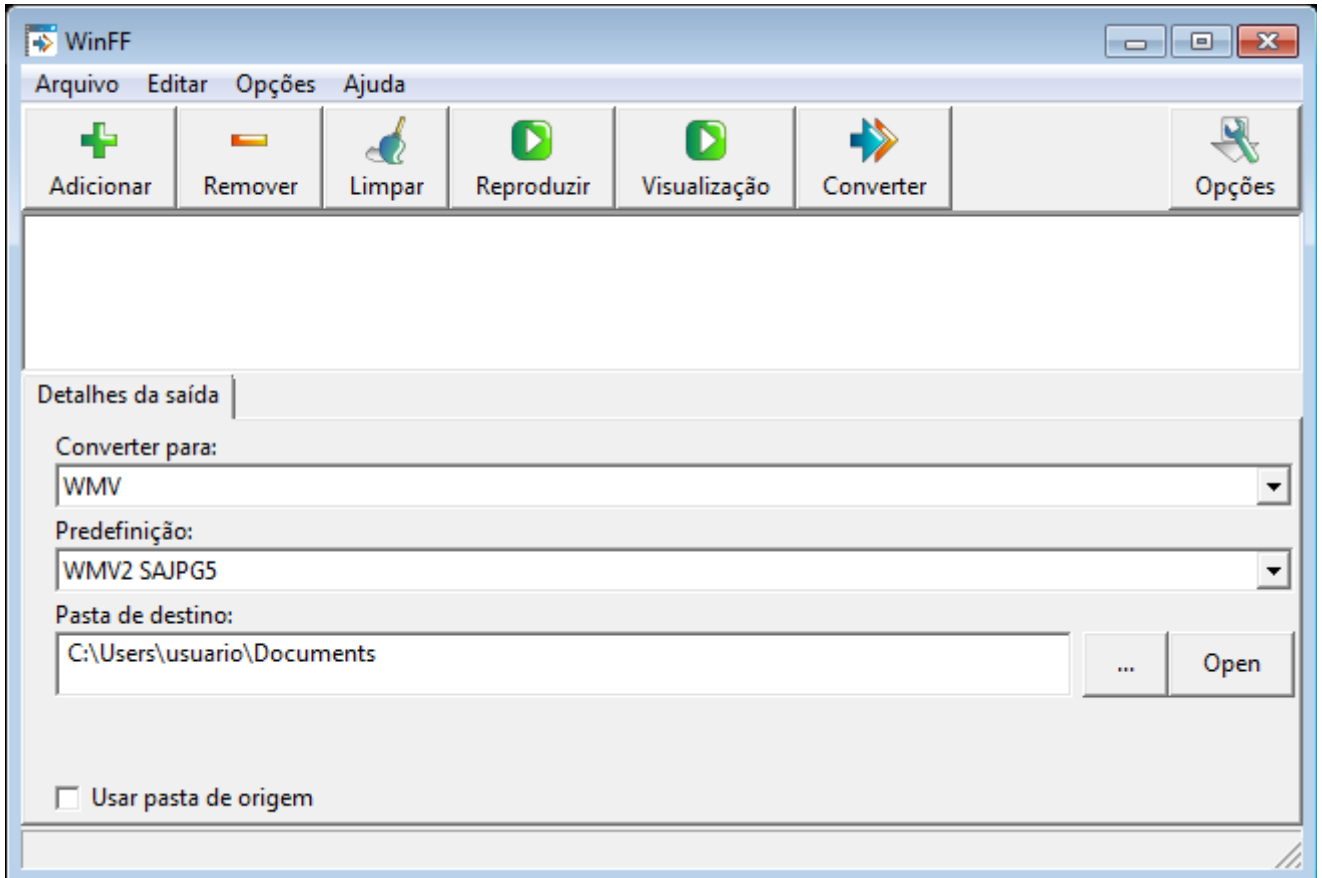 WinFF
Arquivo Editar Opções Ajuda
Adicionar Remover Limpar Reproduzir Visualização Converter Opções
Detalhes da saída
Converter para:
WMV
Predefinição:
WMV2 SAJPG5
Pasta de destino:
C:\Users\usuario\Documents ... Open
Usar pasta de origem